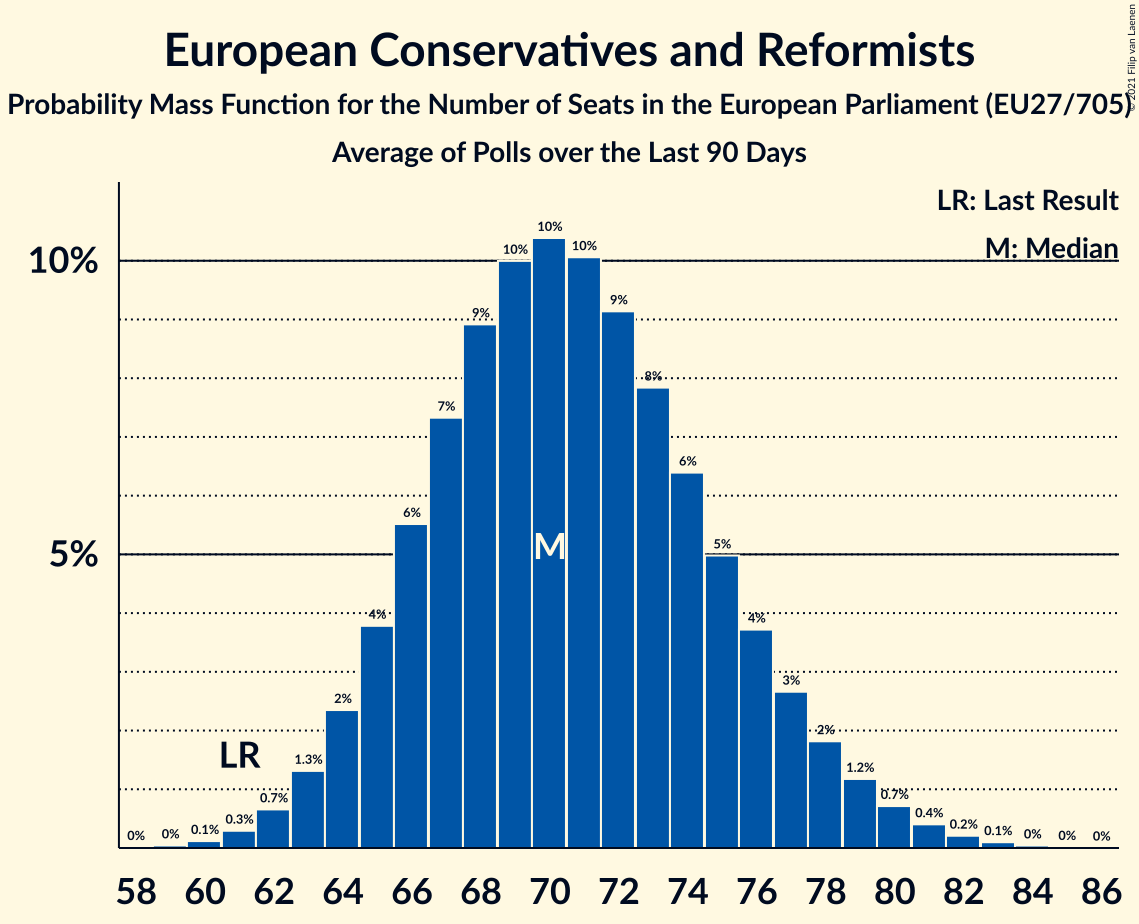 European Conservatives and Reformists
Probability Mass Function for the Number of Seats in the European Parliament (EU27/705)
Average of Polls over the Last 90 Days
© 2021 Filip van Laenen
LR: Last Result
M: Median
10%
5%
0% 0% 0.1% 0.3% 0.7% 1.3% 2% 4% 6% 7% 9% 10% 10% 10% 9% 8% 6% 5% 4% 3% 2% 1.2% 0.7% 0.4% 0.2% 0.1% 0% 0% 0%
LR
M
58 60 62 64 66 68 70 72 74 76 78 80 82 84 86